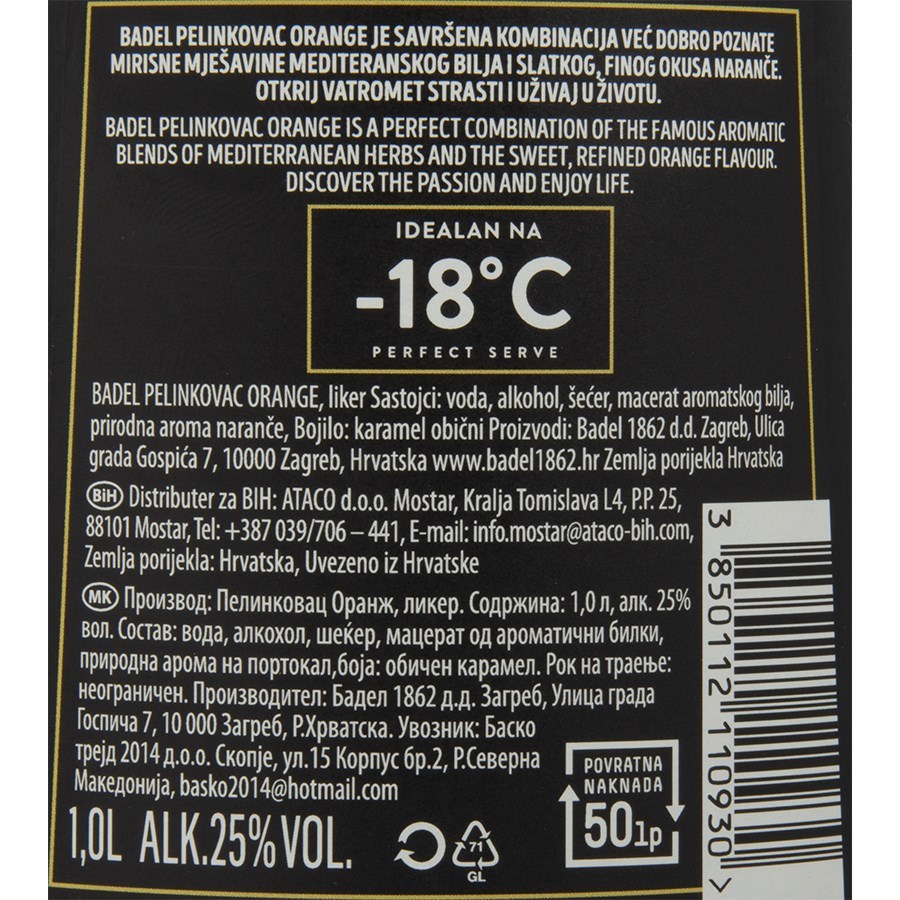 BADEL PELINKOVAC ORANGE JE SAVRŠENA KOMBINACIJA VEĆ DOBRO POZNATE
MIRISNE MJEŠAVINE MEDITERANSKOG BILJA I SLATKOG, FINOG OKUSA NARANČE.
OTKRIJ VATROMET STRASTI I UŽIVAJ U ŽIVOTU.
BADEL PELINKOVAC ORANGE IS A PERFECT COMBINATION OF THE FAMOUS AROMATIC
BLENDS OF MEDITERRANEAN HERBS AND THE SWEET, REFINED ORANGE FLAVOUR.
DISCOVER THE PASSION AND ENJOY LIFE.
IDEALAN NA
-18°C
PERFECT SERVE
BADEL PELINKOVAC ORANGE, liker Sastojci: voda, alkohol, šećer, macerat aromatskog bilja,
prirodna aroma naranče, Bojilo: karamel obični Proizvodi: Badel 1862 d.d. Zagreb, Ulica
grada Gospića 7, 10000 Zagreb, Hrvatska www.badel1862.hr Zemlja porijekla Hrvatska
BiH Distributer za BIH: ATACO d.o.o. Mostar, Kralja Tomislava L4, P.P. 25,
88101 Mostar, Tel: +387 039/706 – 441, E-mail: info.mostar@ataco-bih.com,
Zemlja porijekla: Hrvatska, Uvezeno iz Hrvatske
MK Производ: Пелинковац Оранж, ликер. Содржина: 1,0 л, алк. 25%
вол. Состав: вода, алкохол, шеќер, мацерат од ароматични билки,
природна арома на портокал,боја: обичен карамел. Рок на траење:
неограничен. Производител: Бадел 1862 д.д. Загреб, Улица града
Госпича 7, 10 000 Загреб, Р.Хрватска. Увозник: Баско
трејд 2014 д.о.о. Скопје, ул.15 Корпус бр.2, Р.Северна
Македонија, basko2014@hotmail.com
1,0L ALK.25% VOL.
71
GL
POVRATNA
NAKNADA
50lp
3 850112 110930 >